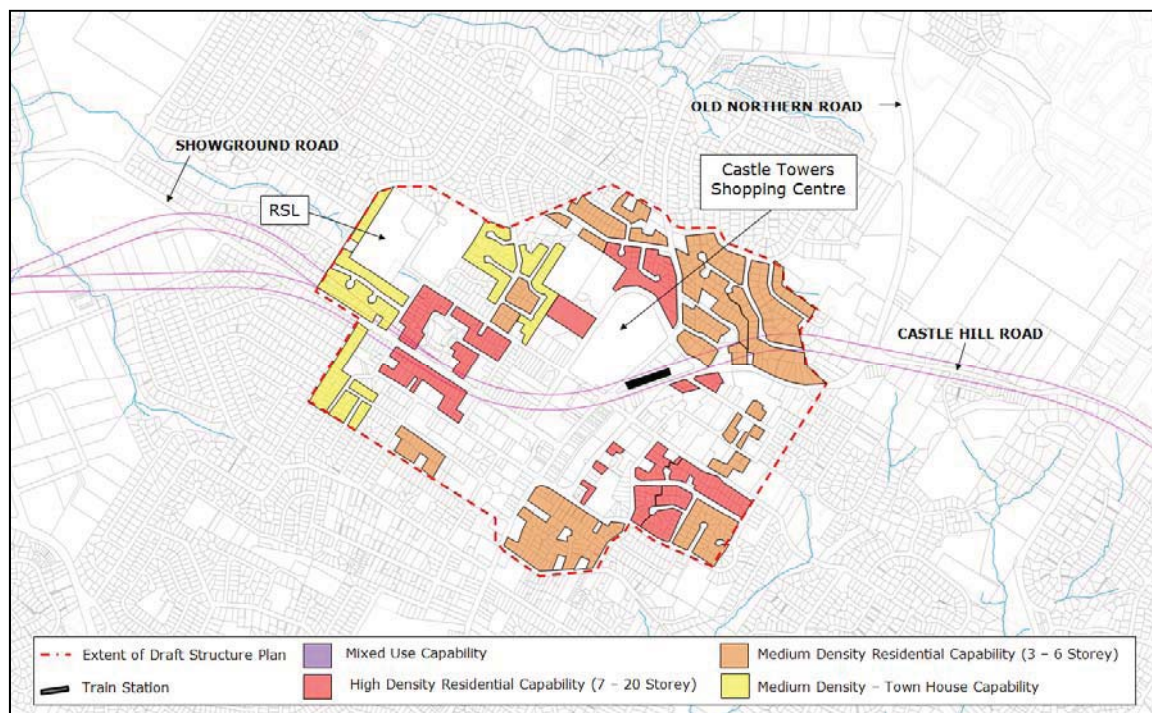 OLD NORTHERN ROAD
SHOWGROUND ROAD
Castle Towers
Shopping Centre
RSL
CASTLE HILL ROAD
Extent of Draft Structure Plan
Mixed Use Capability
Medium Density Residential Capability (3 – 6 Storey)
Train Station
High Density Residential Capability (7 – 20 Storey)
Medium Density – Town House Capability